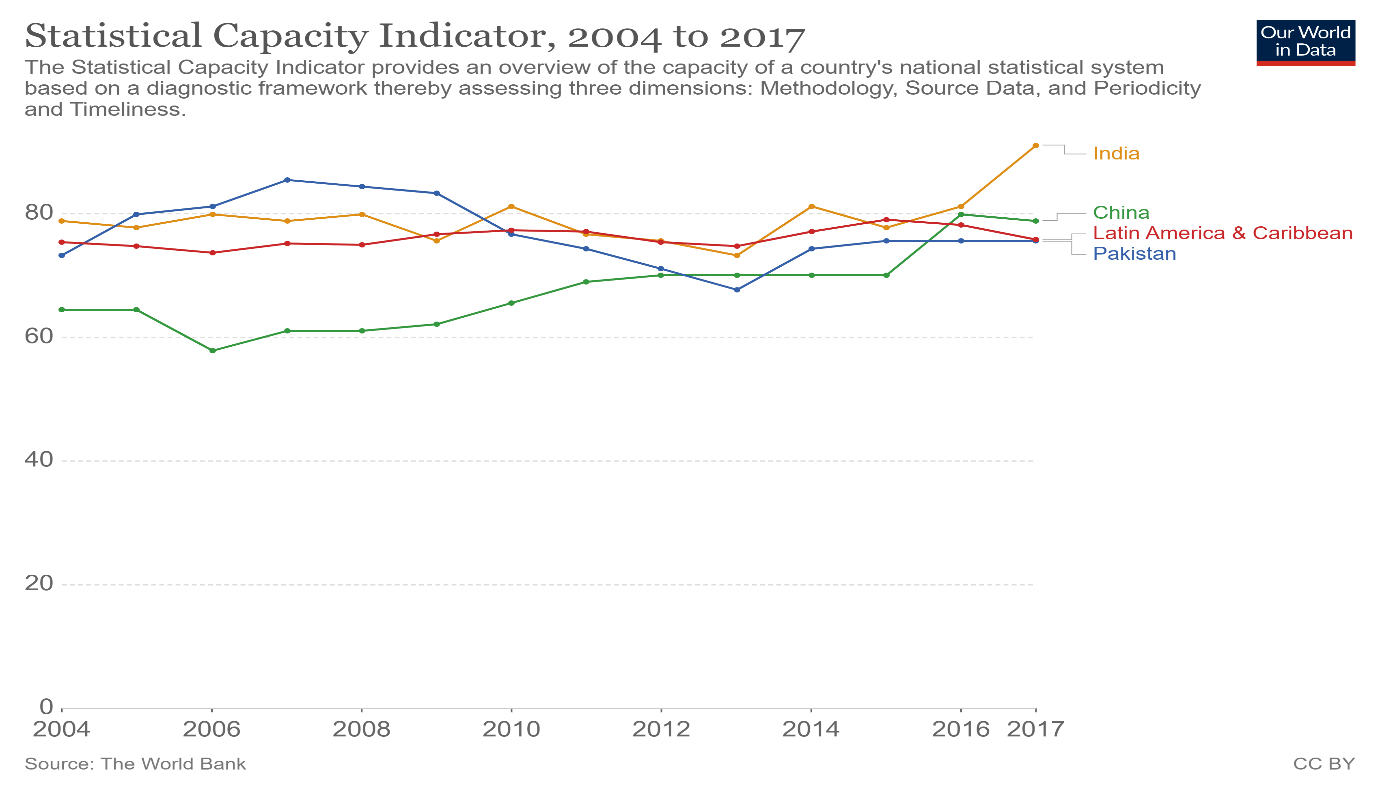 Statistical Capacity Indicator, 2004 to 2017
Our World
in Data
The Statistical Capacity Indicator provides an overview of the capacity of a country's national statistical system
based on a diagnostic framework thereby assessing three dimensions: Methodology, Source Data, and Periodicity
and Timeliness.
India
80
China
Latin America & Caribbean
Pakistan
60
40
20
0
2004 2006 2008 2010 2012 2014 2016 2017
Source: The World Bank
CC BY